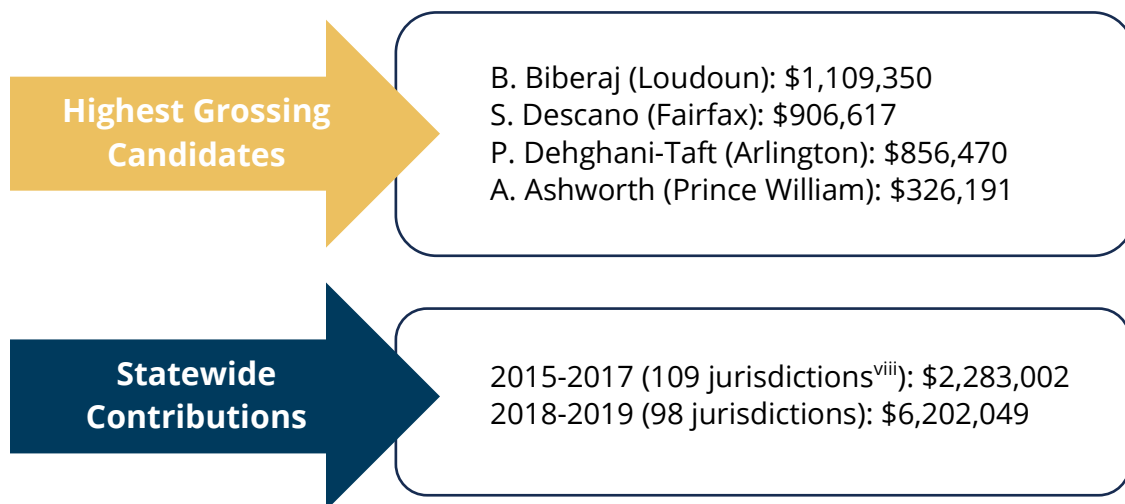 Highest Grossing
Candidates
B. Biberaj (Loudoun): $1,109,350
S. Descano (Fairfax): $906,617
P. Dehghani-Taft (Arlington): $856,470
A. Ashworth (Prince William): $326,191
Statewide
Contributions
2015-2017 (109 jurisdictionsviii): $2,283,002
2018-2019 (98 jurisdictions): $6,202,049